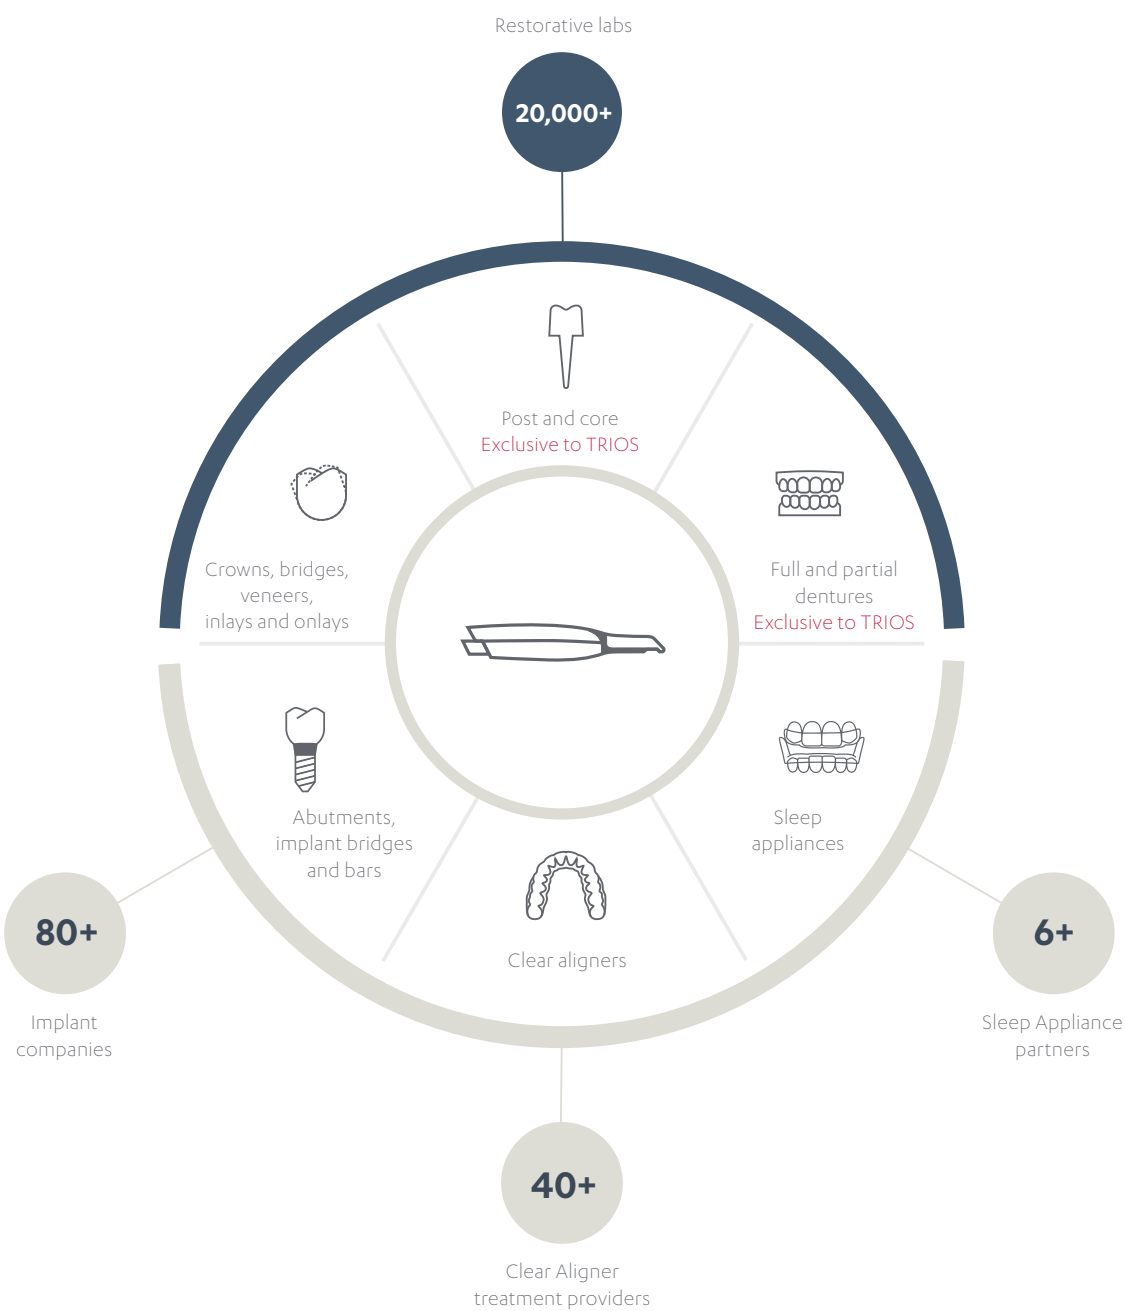 Restorative labs
20,000+
Post and core
Exclusive to TRIOS
Crowns, bridges,
veneers,
inlays and onlays
Full and partial
dentures
Exclusive to TRIOS
Abutments,
implant bridges
and bars
Sleep
appliances
Clear aligners
80+
Implant
companies
6+
Sleep Appliance
partners
40+
Clear Aligner
treatment providers